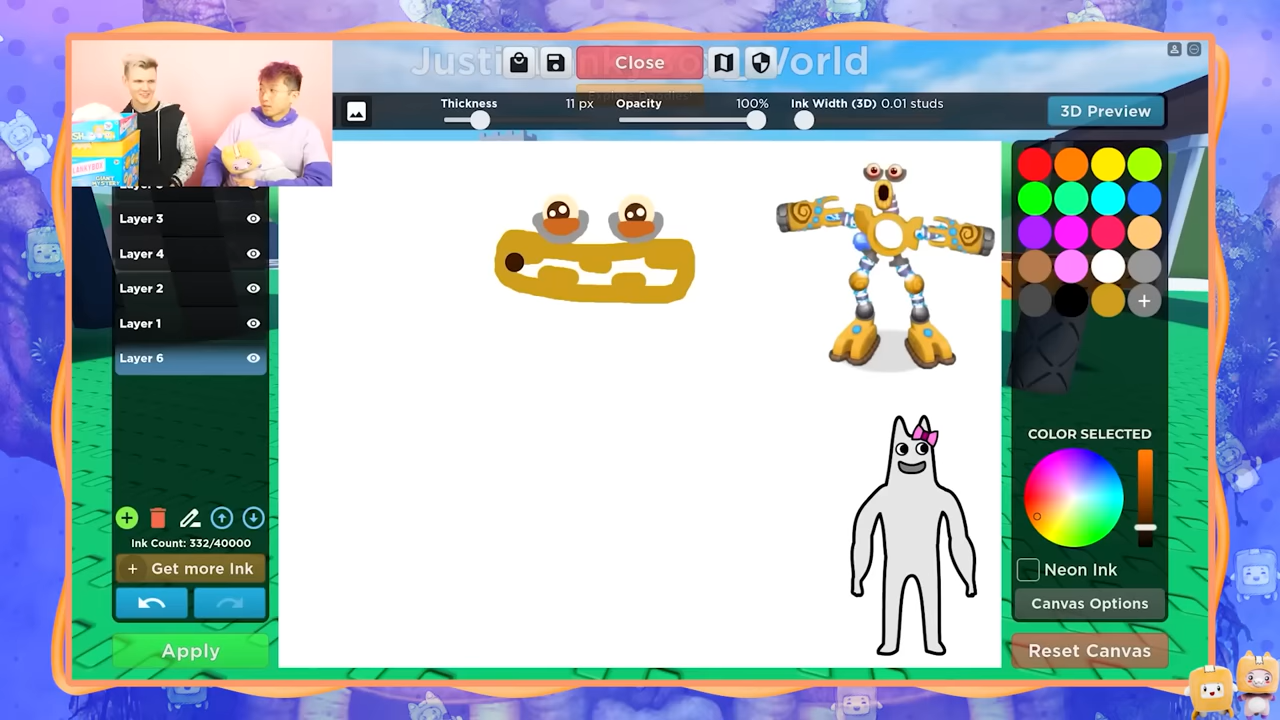 Close
World
Thickness
11 px
Opacity
100%
Ink Width (3D)
0.01 studs
3D Preview
Layer 3
Layer 4
Layer 2
Layer 1
Layer 6
Ink Count: 332/40000
+ Get more Ink
Apply
COLOR SELECTED
Neon Ink
Canvas Options
Reset Canvas